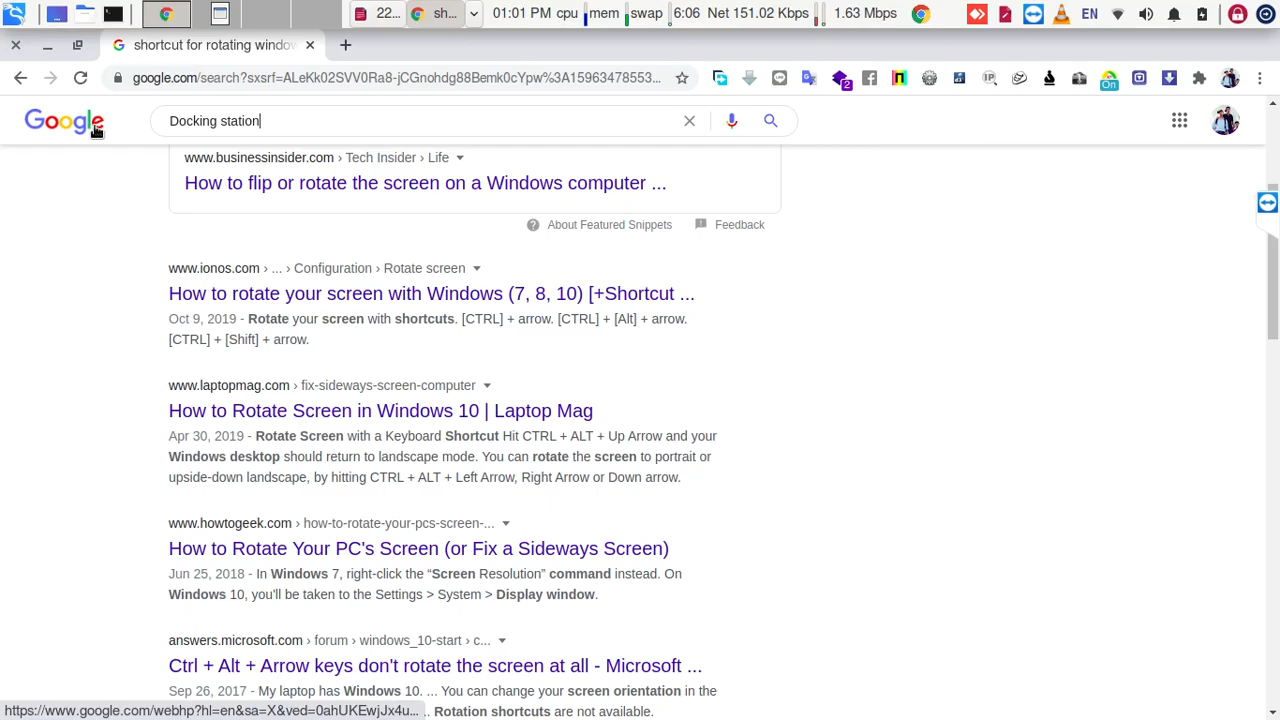 22...
sh...
01:01 PM cpu
mem
swap
6:06 Net 151.02 Kbps
1.63 Mbps
EN
shortcut for rotating window
google.com/search?sxsrf=ALeKk02SVV0Ra8-jCGnohdg88Bemk0cYpw%3A15963478553...
2
On
Google
Docking station
www.businessinsider.com › Tech Insider › Life
How to flip or rotate the screen on a Windows computer ...
About Featured Snippets
Feedback
www.ionos.com › ... › Configuration › Rotate screen
How to rotate your screen with Windows (7, 8, 10) [+Shortcut ...
Oct 9, 2019 - Rotate your screen with shortcuts. [CTRL] + arrow. [CTRL] + [Alt] + arrow.
[CTRL] + [Shift] + arrow.
www.laptopmag.com › fix-sideways-screen-computer
How to Rotate Screen in Windows 10 | Laptop Mag
Apr 30, 2019 - Rotate Screen with a Keyboard Shortcut Hit CTRL + ALT + Up Arrow and your
Windows desktop should return to landscape mode. You can rotate the screen to portrait or
upside-down landscape, by hitting CTRL + ALT + Left Arrow, Right Arrow or Down arrow.
www.howtogeek.com › how-to-rotate-your-pcs-screen-...
How to Rotate Your PC's Screen (or Fix a Sideways Screen)
Jun 25, 2018 - In Windows 7, right-click the “Screen Resolution” command instead. On
Windows 10, you'll be taken to the Settings > System > Display window.
answers.microsoft.com › forum › windows_10-start › c...
Ctrl + Alt + Arrow keys don't rotate the screen at all - Microsoft ...
Sep 26, 2017 - My laptop has Windows 10. ... You can change your screen orientation in the
https://www.google.com/webhp?hl=en&sa=X&ved=0ahUKEwjJx4u...
.. Rotation shortcuts are not available.